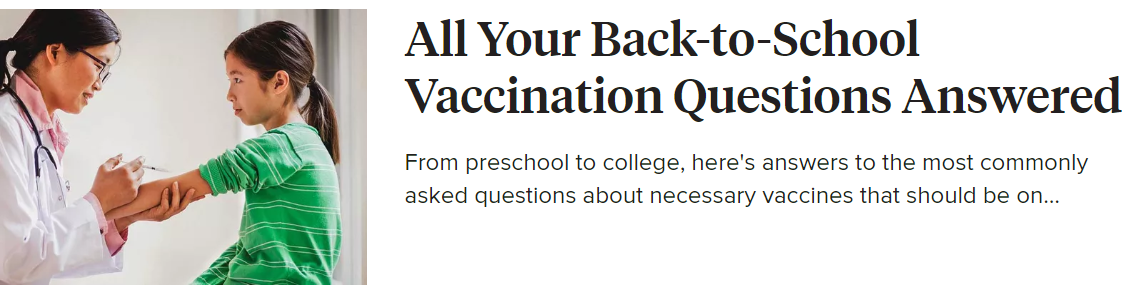 All Your Back-to-School
Vaccination Questions Answered
From preschool to college, here's answers to the most commonly
asked questions about necessary vaccines that should be on...